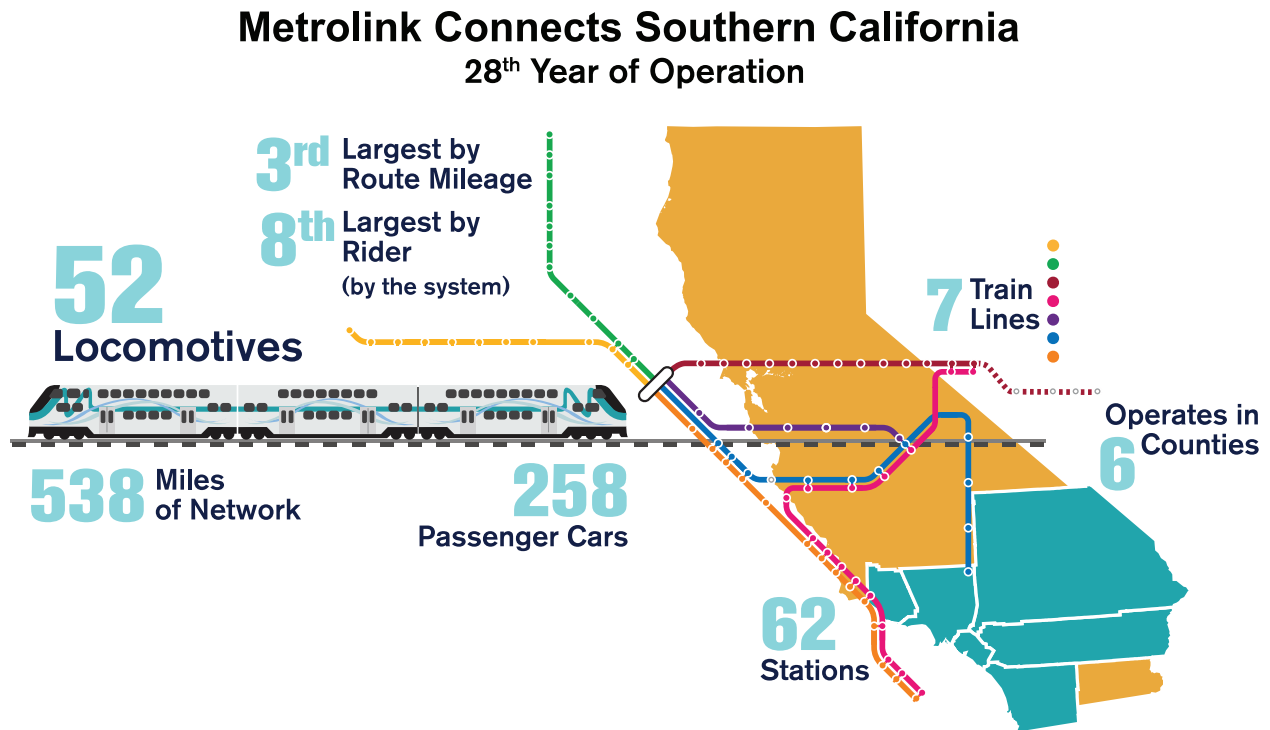 Metrolink Connects Southern California
28th Year of Operation
3rd Largest by
Route Mileage
8th Largest by
Rider
(by the system)
52
Locomotives
7 Train
Lines
Operates in
6 Counties
538 Miles
of Network
258
Passenger Cars
62
Stations